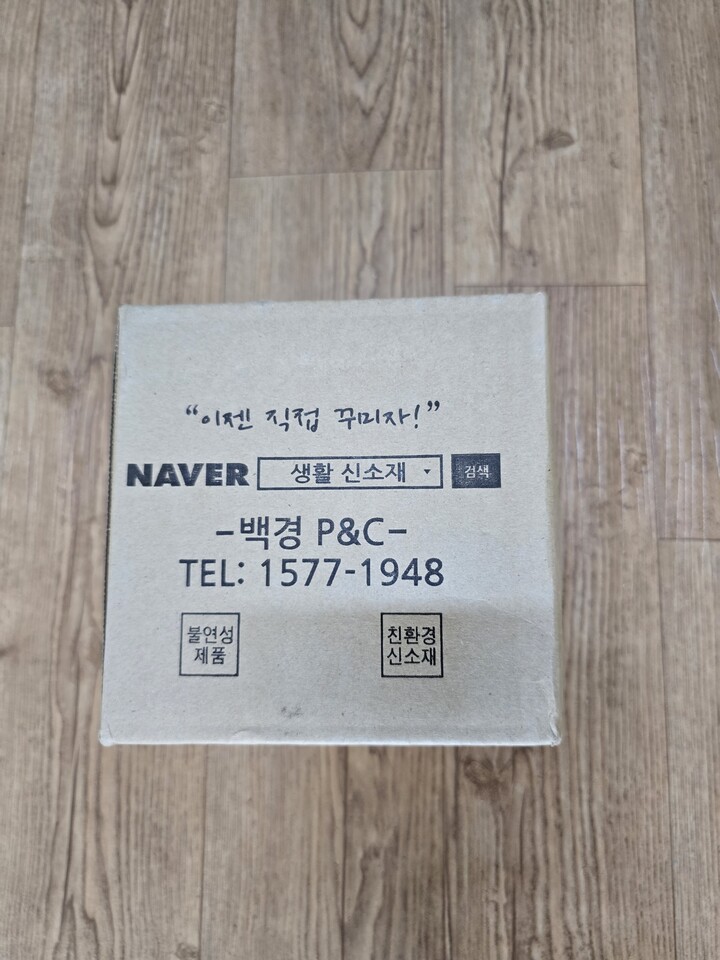 “이젠 직접 꾸미자!”
NAVER 생활 신소재 ▾ 검색
-백경 P&C-
TEL: 1577-1948
불연성
제품
친환경
신소재